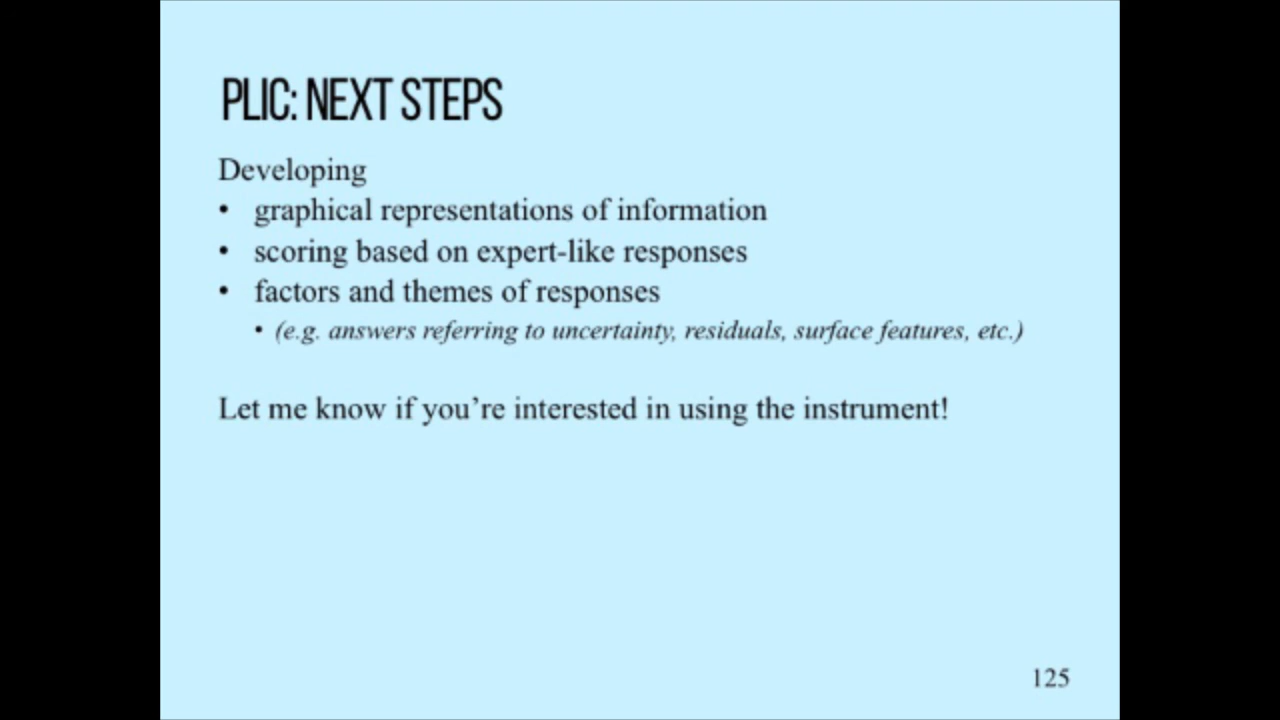 PLIC: NEXT STEPS
Developing
• graphical representations of information
• scoring based on expert-like responses
• factors and themes of responses
• (e.g. answers referring to uncertainty, residuals, surface features, etc.)
Let me know if you’re interested in using the instrument!
125